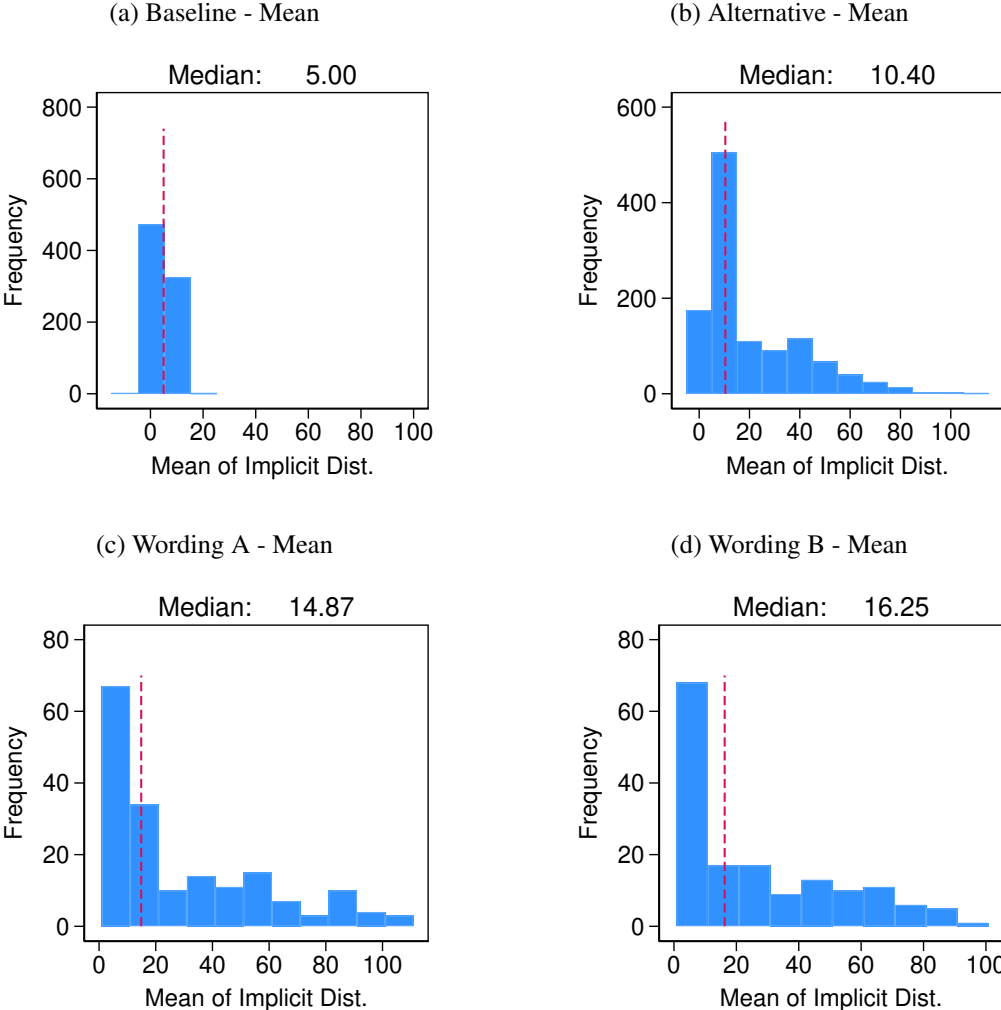 (a) Baseline - Mean
Median: 5.00
800
600
400
200
0
Frequency
0 20 40 60 80 100
Mean of Implicit Dist.
(b) Alternative - Mean
Median: 10.40
600
400
200
0
Frequency
0 20 40 60 80 100
Mean of Implicit Dist.
(c) Wording A - Mean
Median: 14.87
80
60
40
20
0
Frequency
0 20 40 60 80 100
Mean of Implicit Dist.
(d) Wording B - Mean
Median: 16.25
80
60
40
20
0
Frequency
0 20 40 60 80 100
Mean of Implicit Dist.